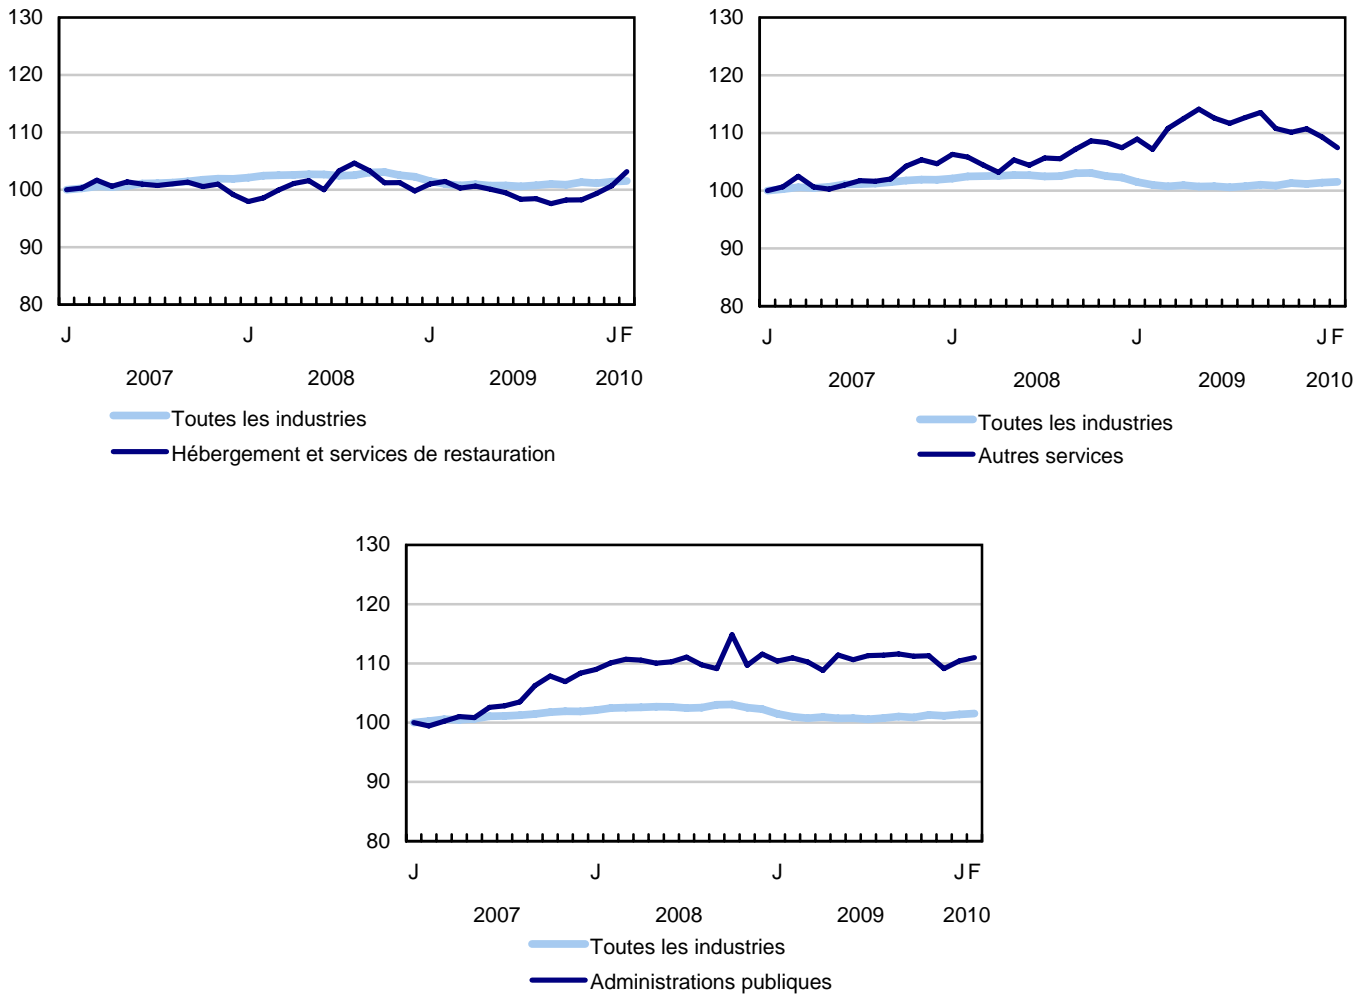 130
120
110
100
90
80
J J J J F
2007 2008 2009 2010
Toutes les industries
Hébergement et services de restauration
130
120
110
100
90
80
J J J J F
2007 2008 2009 2010
Toutes les industries
Autres services
130
120
110
100
90
80
J J J J F
2007 2008 2009 2010
Toutes les industries
Administrations publiques